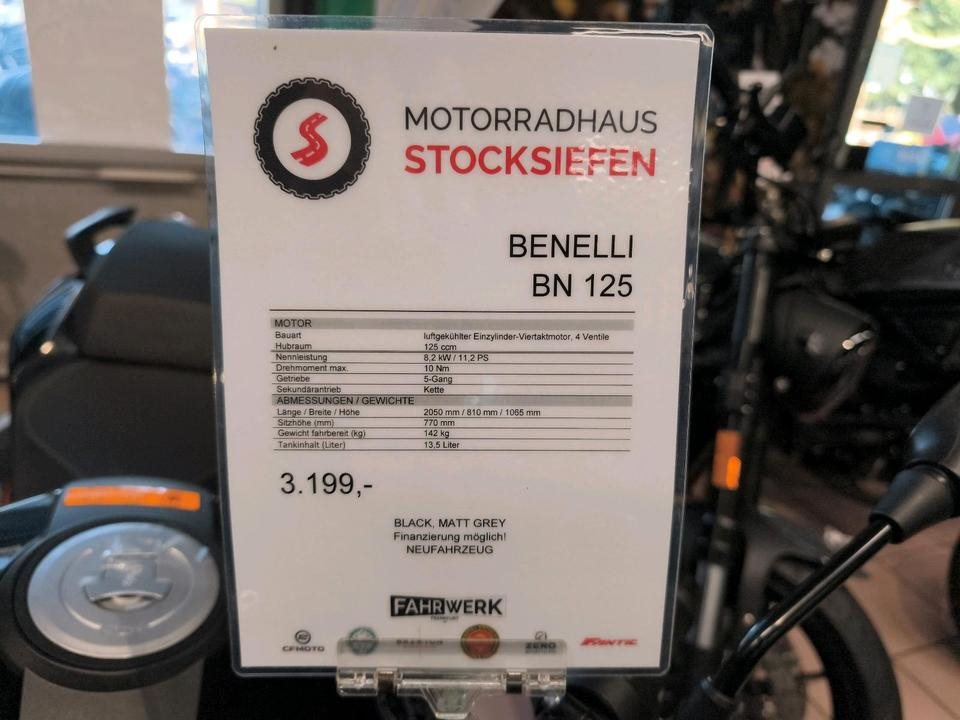 MOTORRADHAUS
STOCKSIEFEN
BENELLI
BN 125
MOTOR
Bauart luftgekühlter Einzylinder-Viertaktmotor, 4 Ventile
Hubraum 125 ccm
Nennleistung 8,2 kW / 11,2 PS
Drehmoment max. 10 Nm
Getriebe 5-Gang
Sekundärantrieb Kette
ABMESSUNGEN / GEWICHTE
Länge / Breite / Höhe 2050 mm / 810 mm / 1065 mm
Sitzhöhe (mm) 770 mm
Gewicht fahrbereit (kg) 142 kg
Tankinhalt (Liter) 13,5 Liter
3.199,-
BLACK, MATT GREY
Finanzierung möglich!
NEUFAHRZEUG
FAHRWERK
FRANKFURT
CFMOTO ZERO FANTIC